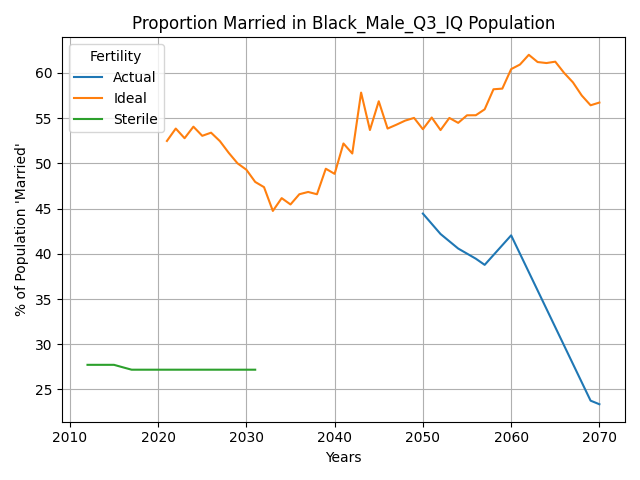 Proportion Married in Black_Male_Q3_IQ Population
% of Population 'Married'
60
55
50
45
40
35
30
25
Fertility
Actual
Ideal
Sterile
2010 2020 2030 2040 2050 2060 2070
Years